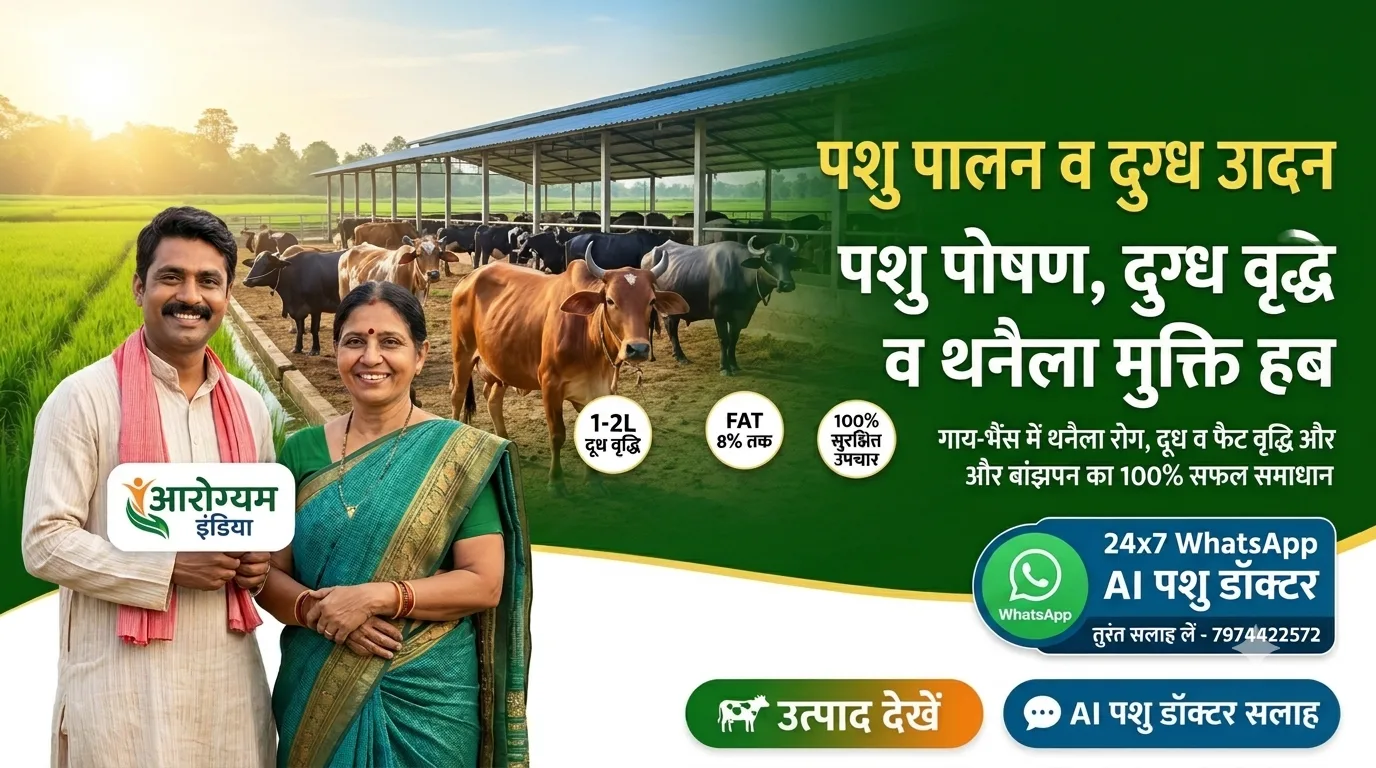 पशु पालन व दुग्ध उादन
पशु पोषण, दुग्ध वृद्धि
व थनैला मुक्ति हब
1-2L
दूध वृद्धि
FAT
8% तक
100%
सुरक्षित
उपचार
गाय-भैंस में थनैला रोग, दूध व फैट वृद्धि और
और बांझपन का 100% सफल समाधान
आरोग्यम
इंडिया
24x7 WhatsApp
AI पशु डॉक्टर
WhatsApp
तुरंत सलाह लें - 7974422572
उत्पाद देखें
AI पशु डॉक्टर सलाह